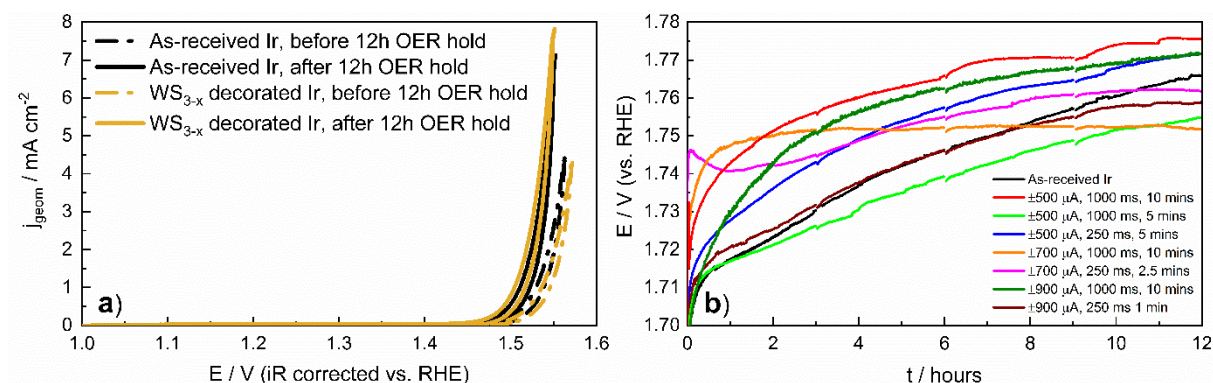 8
7
6
5
4
3
2
1
0
j_geom / mA cm⁻²
As-received Ir, before 12h OER hold
As-received Ir, after 12h OER hold
WS₃₋ₓ decorated Ir, before 12h OER hold
WS₃₋ₓ decorated Ir, after 12h OER hold
a)
1.0 1.1 1.2 1.3 1.4 1.5 1.6
E / V (iR corrected vs. RHE)
1.78
1.77
1.76
1.75
1.74
1.73
1.72
1.71
1.70
E / V (vs. RHE)
As-received Ir
±500 µA, 1000 ms, 10 mins
±500 µA, 1000 ms, 5 mins
±500 µA, 250 ms, 5 mins
⊥700 µA, 1000 ms, 10 mins
⊥700 µA, 250 ms, 2.5 mins
⊥900 µA, 1000 ms, 10 mins
±900 µA, 250 ms 1 min
b)
0 2 4 6 8 10 12
t / hours